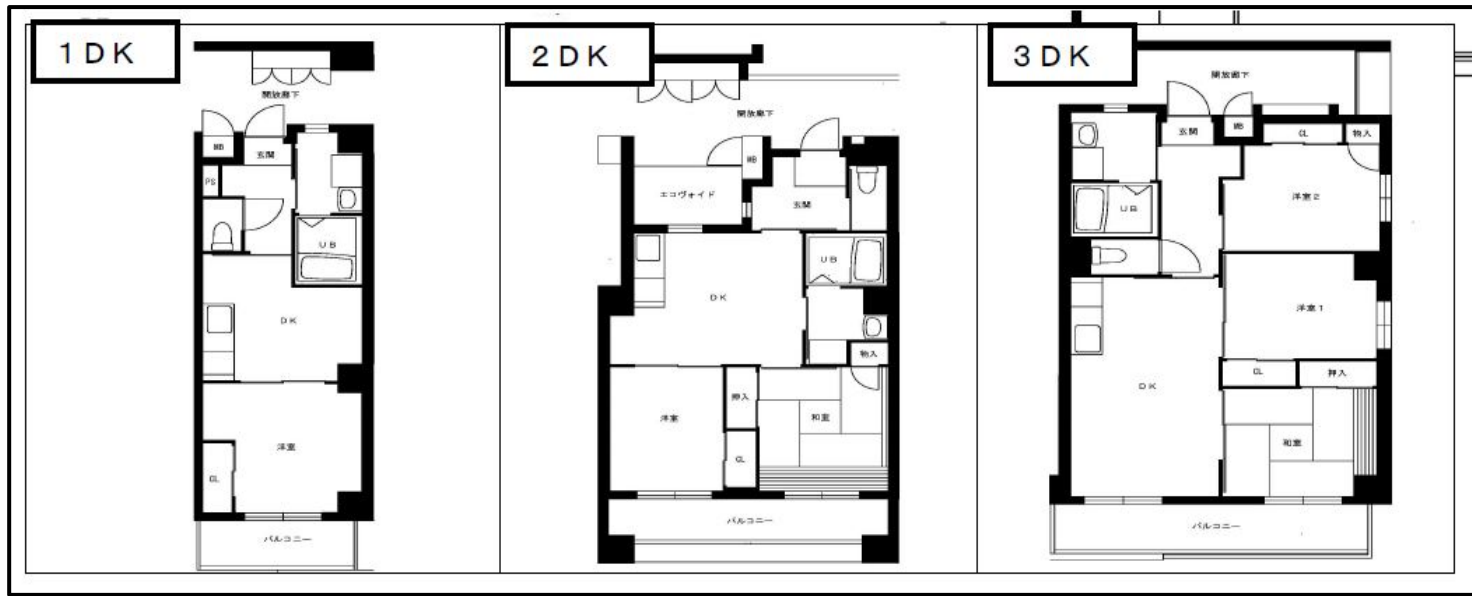 1DK
開放廊下
MB
玄関
PS
UB
DK
洋室
CL
バルコニー
2DK
開放廊下
MB
エコヴォイド
玄関
UB
DK
物入
洋室
押入
和室
CL
バルコニー
3DK
開放廊下
玄関
MB
CL
物入
洋室2
UB
洋室1
CL
押入
DK
和室
バルコニー